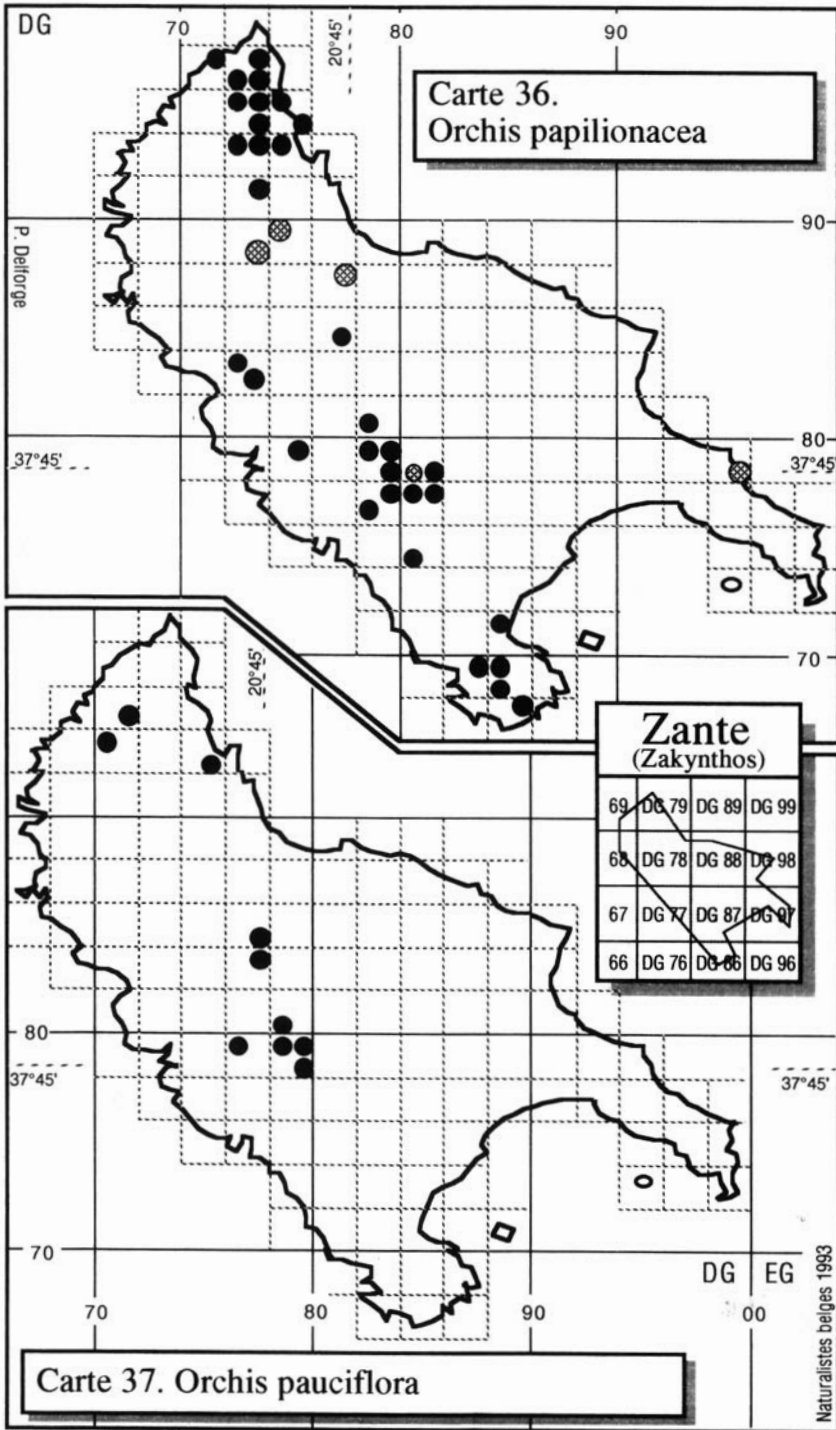 DG
70
80
90
20°45'
Carte 36.
Orchis papilionacea
90
P. Delforge
80
37°45'
37°45'
70
20°45'
Zante
(Zakynthos)
69 DG 79 DG 89 DG 99
68 DG 78 DG 88 DG 98
67 DG 77 DG 87 DG 97
66 DG 76 DG 86 DG 96
80
37°45'
37°45'
70
DG EG
70
80
90
00
Naturalistes belges 1993
Carte 37. Orchis pauciflora